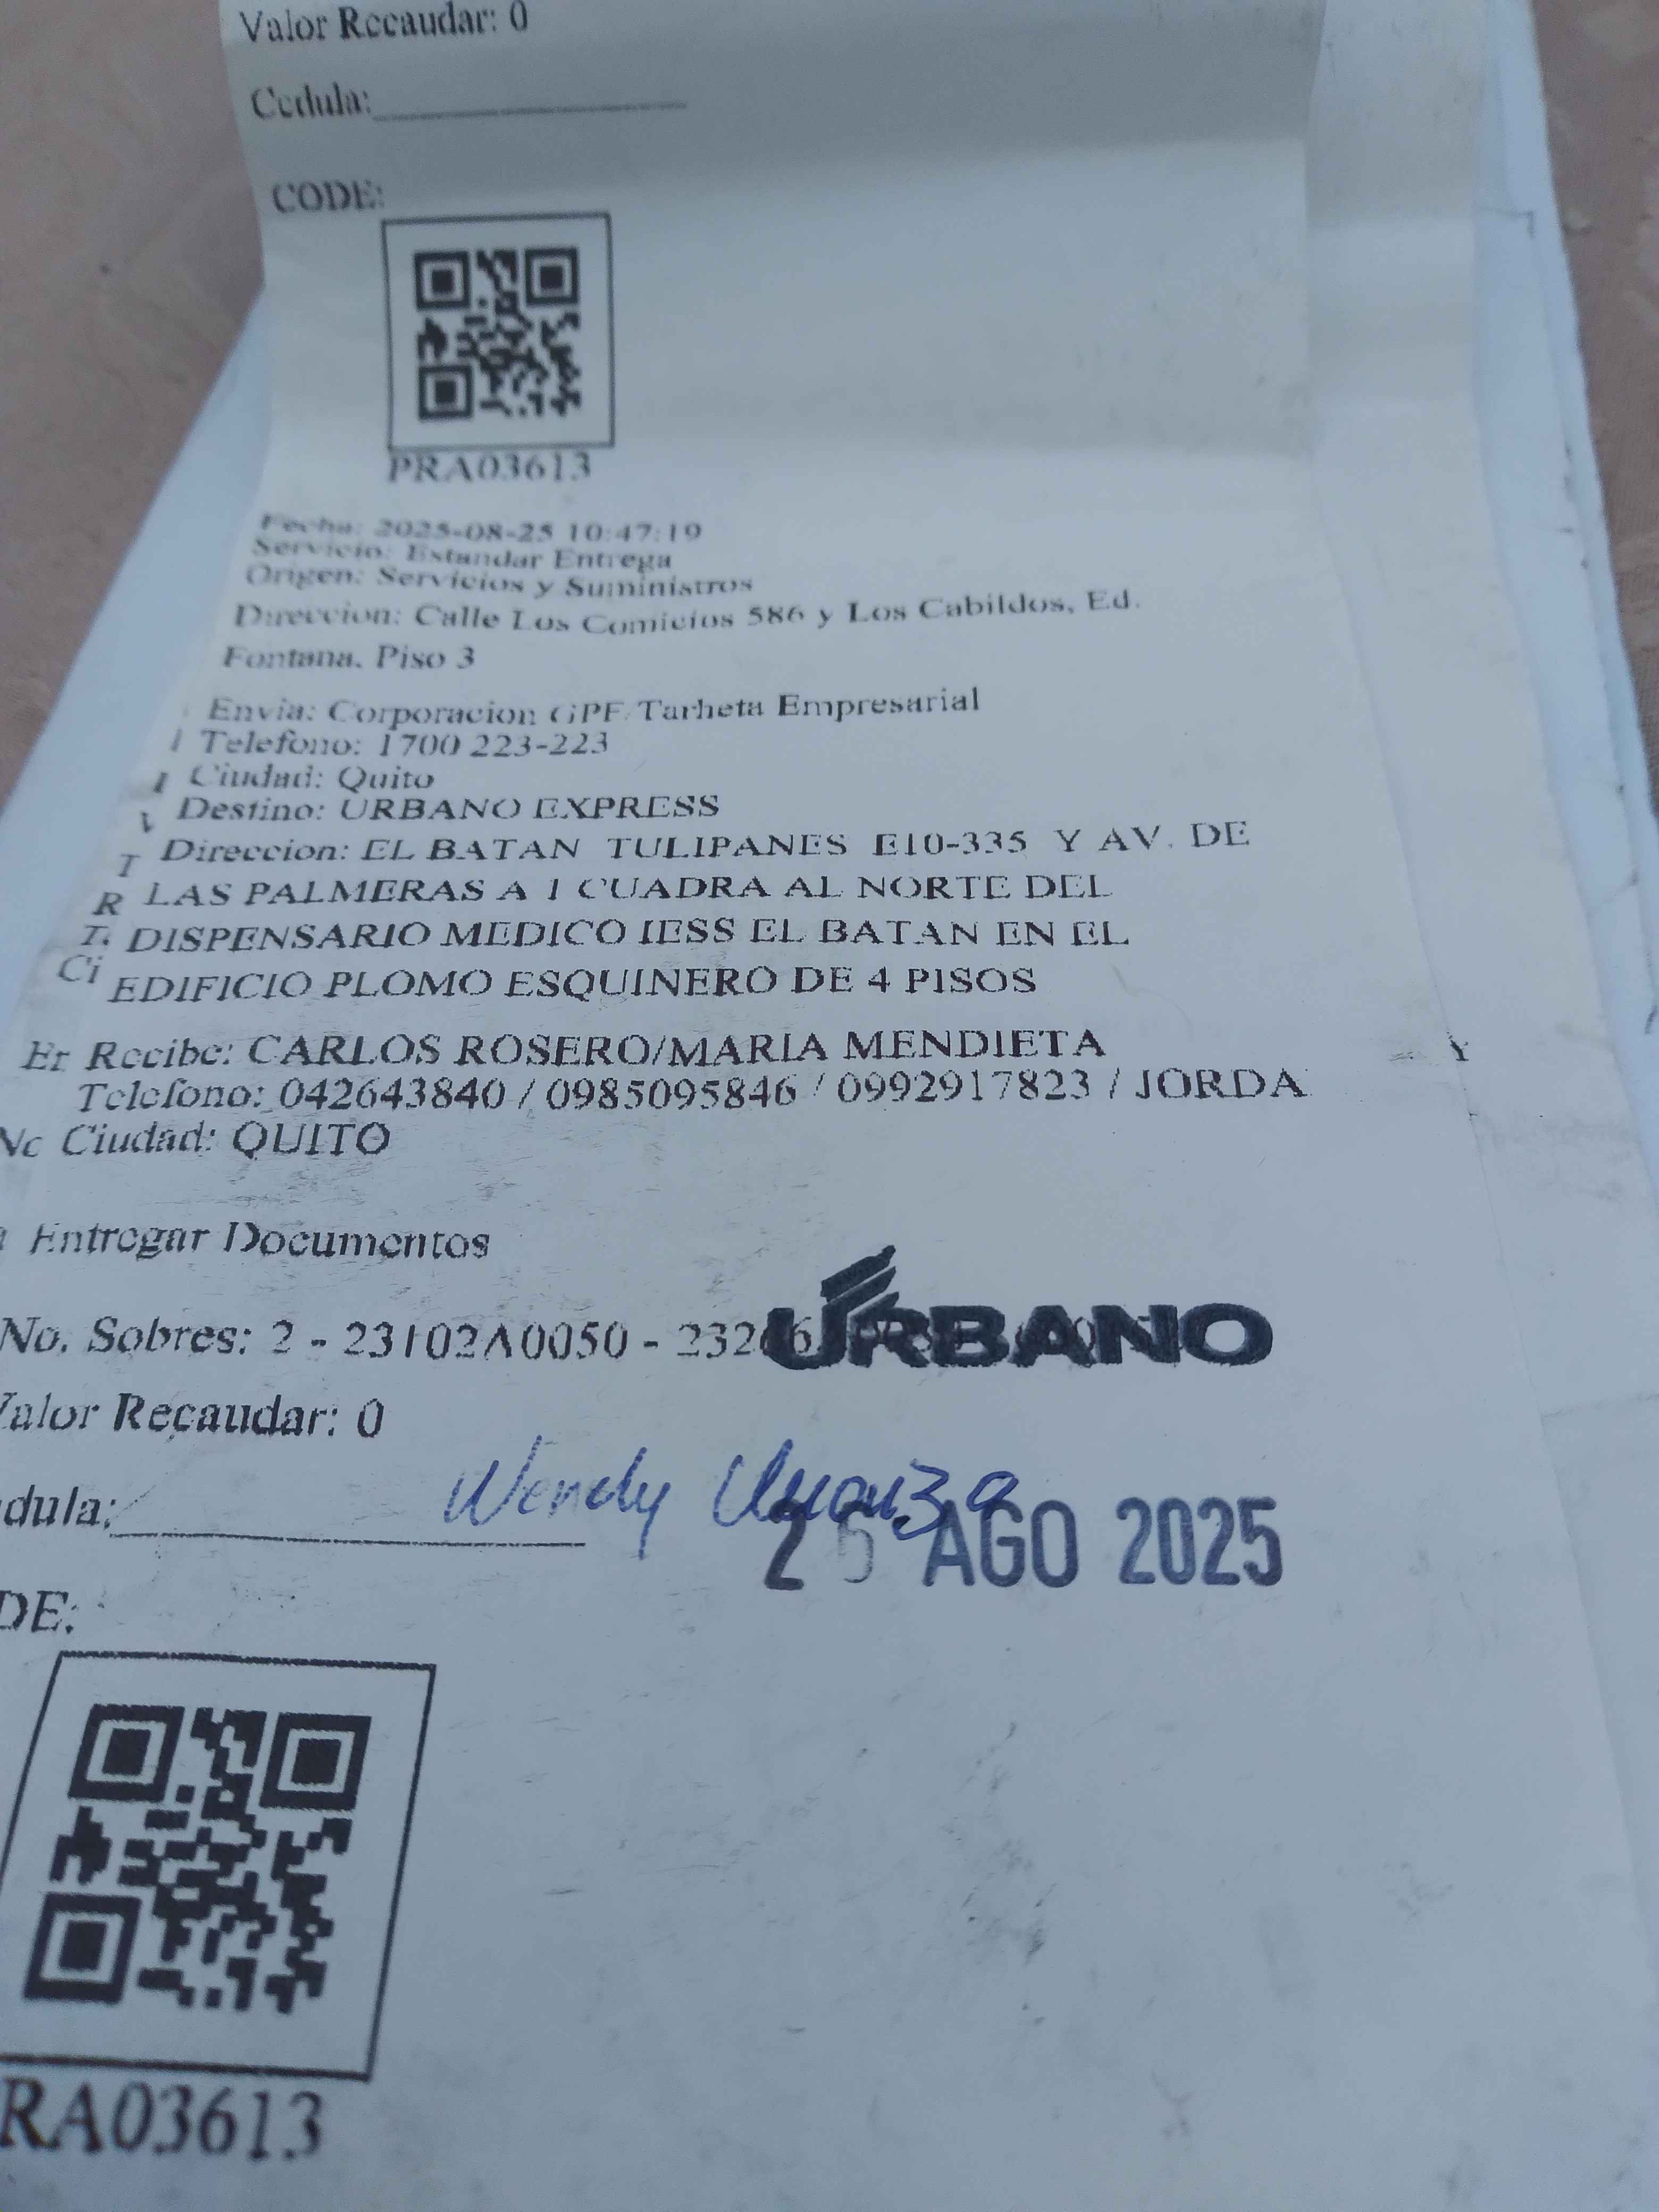 Valor Recaudar: 0
Cedula:
CODE:
PRA03613
Fecha: 2025-08-25 10:47:19
Servicio: Estandar Entrega
Origen: Servicios y Suministros
Direccion: Calle Los Comicios 586 y Los Cabildos, Ed.
Fontana. Piso 3
Envia: Corporacion GPF Tarheta Empresarial
Telefono: 1700 223-223
Ciudad: Quito
Destino: URBANO EXPRESS
Direccion: EL BATAN TULIPANES E10-335 Y AV. DE
LAS PALMERAS A 1 CUADRA AL NORTE DEL
DISPENSARIO MEDICO IESS EL BATAN EN EL
EDIFICIO PLOMO ESQUINERO DE 4 PISOS
Recibe: CARLOS ROSERO/MARIA MENDIETA
Telefono: 042643840 / 0985095846 / 0992917823 / JORDA
Ciudad: QUITO
Entregar Documentos
No. Sobres: 2 - 23102A0050 -
URBANO
Valor Recaudar: 0
dula:
Wendy
26 AGO 2025
DE:
RA03613